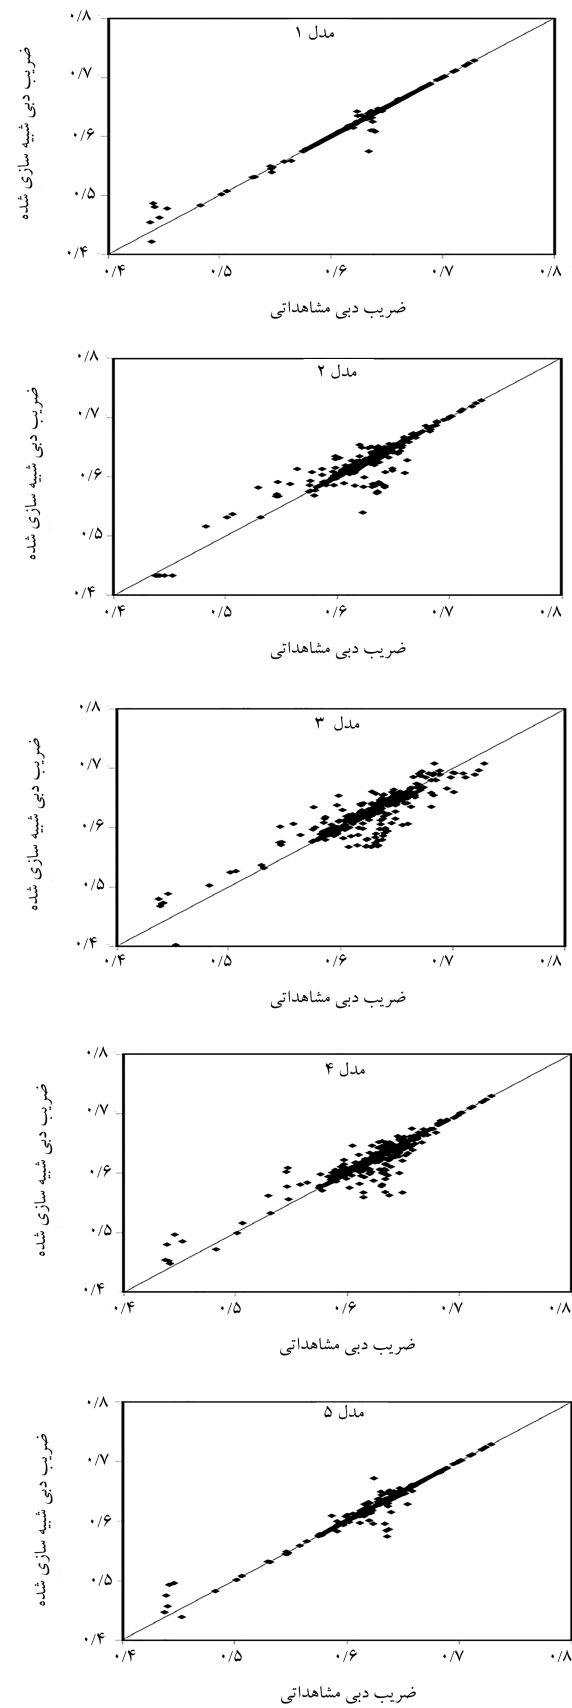 مدل ۱
۰/۸
۰/۷
۰/۶
۰/۵
۰/۴
ضریب دبی شبیه سازی شده
۰/۴ ۰/۵ ۰/۶ ۰/۷ ۰/۸
ضریب دبی مشاهداتی
مدل ۲
۰/۸
۰/۷
۰/۶
۰/۵
۰/۴
ضریب دبی شبیه سازی شده
۰/۴ ۰/۵ ۰/۶ ۰/۷ ۰/۸
ضریب دبی مشاهداتی
مدل ۳
۰/۸
۰/۷
۰/۶
۰/۵
۰/۴
ضریب دبی شبیه سازی شده
۰/۴ ۰/۵ ۰/۶ ۰/۷ ۰/۸
ضریب دبی مشاهداتی
مدل ۴
۰/۸
۰/۷
۰/۶
۰/۵
۰/۴
ضریب دبی شبیه سازی شده
۰/۴ ۰/۵ ۰/۶ ۰/۷ ۰/۸
ضریب دبی مشاهداتی
مدل ۵
۰/۸
۰/۷
۰/۶
۰/۵
۰/۴
ضریب دبی شبیه سازی شده
۰/۴ ۰/۵ ۰/۶ ۰/۷ ۰/۸
ضریب دبی مشاهداتی